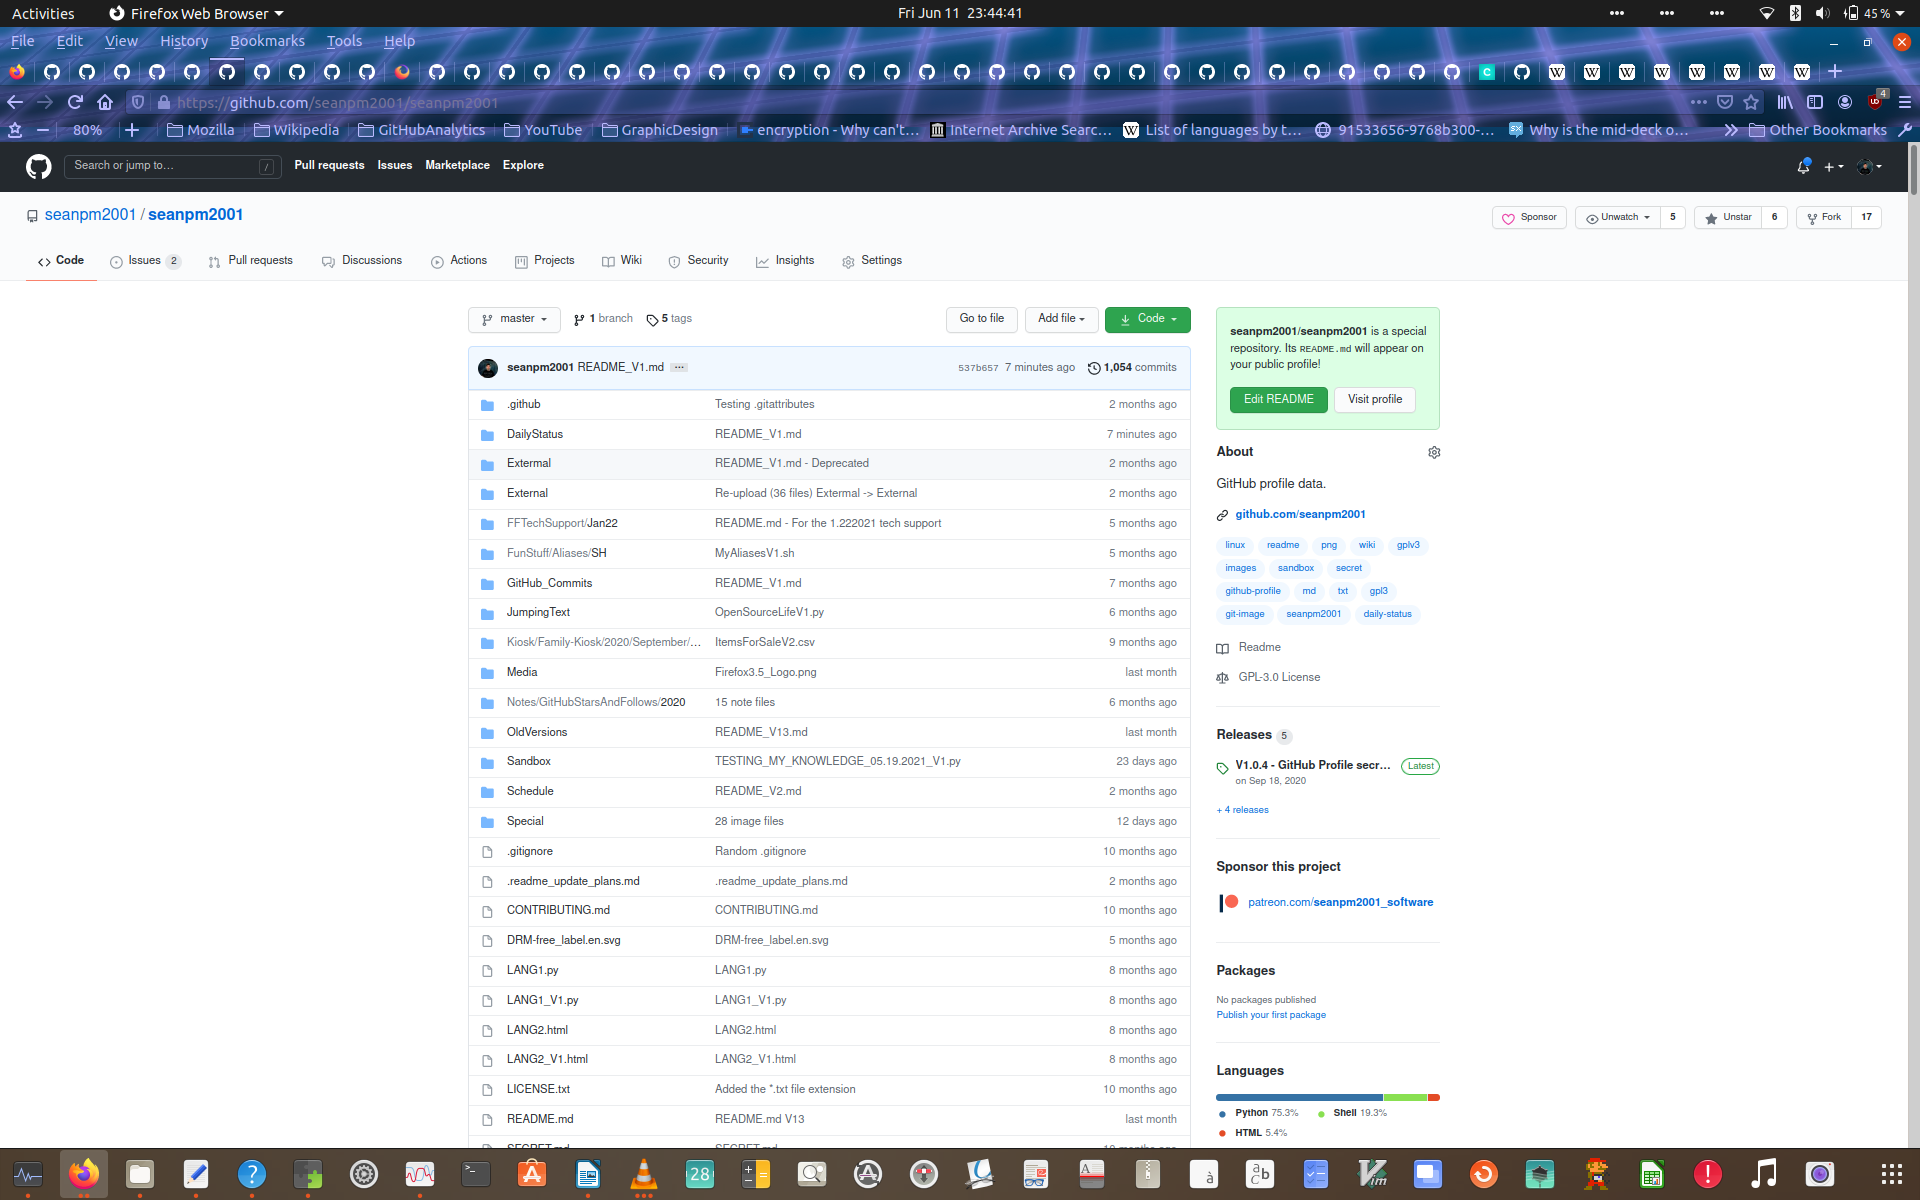 Activities Firefox Web Browser Fri Jun 11 23:44:41 45 %
File Edit View History Bookmarks Tools Help
https://github.com/seanpm2001/seanpm2001 4
80% Mozilla Wikipedia GitHubAnalytics YouTube GraphicDesign encryption - Why can't... Internet Archive Searc... List of languages by t... 91533656-9768b300-... Why is the mid-deck o... Other Bookmarks
Search or jump to... / Pull requests Issues Marketplace Explore
seanpm2001 / seanpm2001 Sponsor Unwatch 5 Unstar 6 Fork 17
Code Issues 2 Pull requests Discussions Actions Projects Wiki Security Insights Settings
master 1 branch 5 tags Go to file Add file Code
seanpm2001 README_V1.md ... 537b657 7 minutes ago 1,054 commits
.github Testing .gitattributes 2 months ago
DailyStatus README_V1.md 7 minutes ago
Extermal README_V1.md - Deprecated 2 months ago
External Re-upload (36 files) Extermal -> External 2 months ago
FFTechSupport/Jan22 README.md - For the 1.222021 tech support 5 months ago
FunStuff/Aliases/SH MyAliasesV1.sh 5 months ago
GitHub_Commits README_V1.md 7 months ago
JumpingText OpenSourceLifeV1.py 6 months ago
Kiosk/Family-Kiosk/2020/September/... ItemsForSaleV2.csv 9 months ago
Media Firefox3.5_Logo.png last month
Notes/GitHubStarsAndFollows/2020 15 note files 6 months ago
OldVersions README_V13.md last month
Sandbox TESTING_MY_KNOWLEDGE_05.19.2021_V1.py 23 days ago
Schedule README_V2.md 2 months ago
Special 28 image files 12 days ago
.gitignore Random .gitignore 10 months ago
.readme_update_plans.md .readme_update_plans.md 2 months ago
CONTRIBUTING.md CONTRIBUTING.md 10 months ago
DRM-free_label.en.svg DRM-free_label.en.svg 5 months ago
LANG1.py LANG1.py 8 months ago
LANG1_V1.py LANG1_V1.py 8 months ago
LANG2.html LANG2.html 8 months ago
LANG2_V1.html LANG2_V1.html 8 months ago
LICENSE.txt Added the *.txt file extension 10 months ago
README.md README.md V13 last month
seanpm2001/seanpm2001 is a special
repository. Its README.md will appear on
your public profile!
Edit README Visit profile
About
GitHub profile data.
github.com/seanpm2001
linux readme png wiki gplv3
images sandbox secret
github-profile md txt gpl3
git-image seanpm2001 daily-status
Readme
GPL-3.0 License
Releases 5
V1.0.4 - GitHub Profile secr... Latest
on Sep 18, 2020
+ 4 releases
Sponsor this project
patreon.com/seanpm2001_software
Packages
No packages published
Publish your first package
Languages
Python 75.3% Shell 19.3%
HTML 5.4%
28